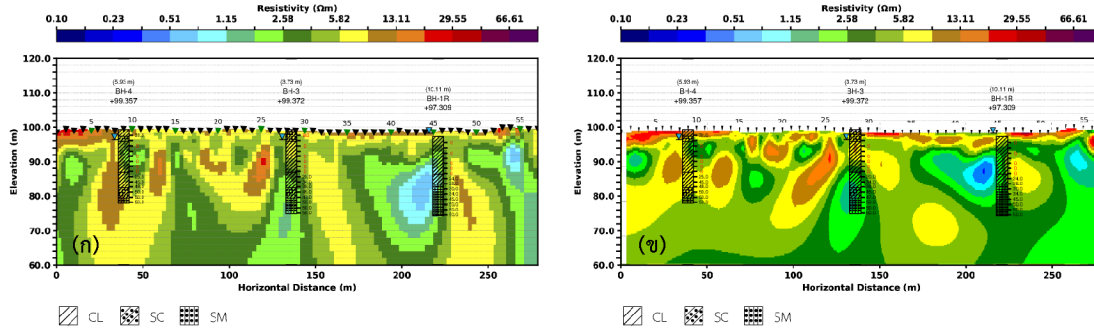 Resistivity (Ωm)
0.10 0.23 0.51 1.15 2.58 5.82 13.11 29.55 66.61
120.0
110.0
100.0
90.0
80.0
70.0
60.0
Elevation (m)
(5.93 m)
BH-4
+99.357
(3.73 m)
BH-3
+99.372
(10.11 m)
BH-1R
+97.309
5 10 15 20 25 30 35 40 45 50 55
(ก)
0 50 100 150 200 250
Horizontal Distance (m)
CL SC SM
Resistivity (Ωm)
0.10 0.23 0.51 1.15 2.58 5.82 13.11 29.55 66.61
120.0
110.0
100.0
90.0
80.0
70.0
60.0
Elevation (m)
(5.93 m)
BH-4
+99.357
(3.73 m)
BH-3
+99.372
(10.11 m)
BH-1R
+97.309
5 10 15 20 25 30 35 40 45 50 55
(ข)
0 50 100 150 200 250
Horizontal Distance (m)
CL SC SM